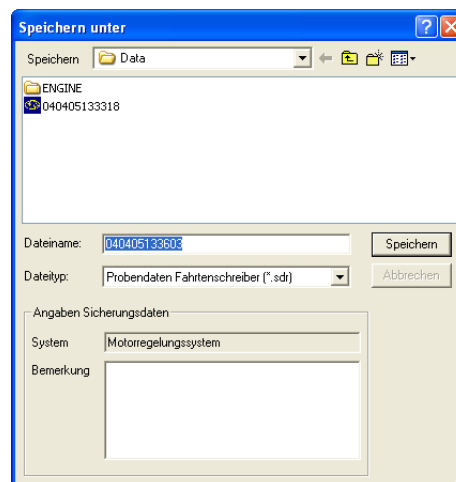 Speichern unter
Speichern Data
ENGINE
040405133318
Dateiname: 040405133603 Speichern
Dateityp: Probendaten Fahrtenschreiber (*.sdr) Abbrechen
Angaben Sicherungsdaten
System Motorregelungssystem
Bemerkung